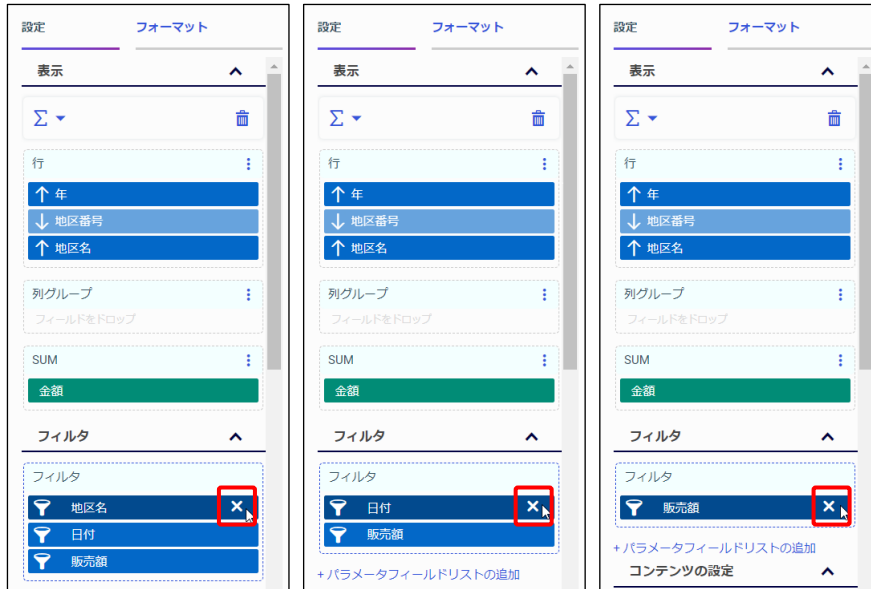 設定 フォーマット
表示
Σ
行
年
地区番号
地区名
列グループ
フィールドをドロップ
SUM
金額
フィルタ
フィルタ
地区名
日付
販売額
設定 フォーマット
表示
Σ
行
年
地区番号
地区名
列グループ
フィールドをドロップ
SUM
金額
フィルタ
フィルタ
日付
販売額
+ パラメータフィールドリストの追加
設定 フォーマット
表示
Σ
行
年
地区番号
地区名
列グループ
フィールドをドロップ
SUM
金額
フィルタ
フィルタ
販売額
+ パラメータフィールドリストの追加
コンテンツの設定